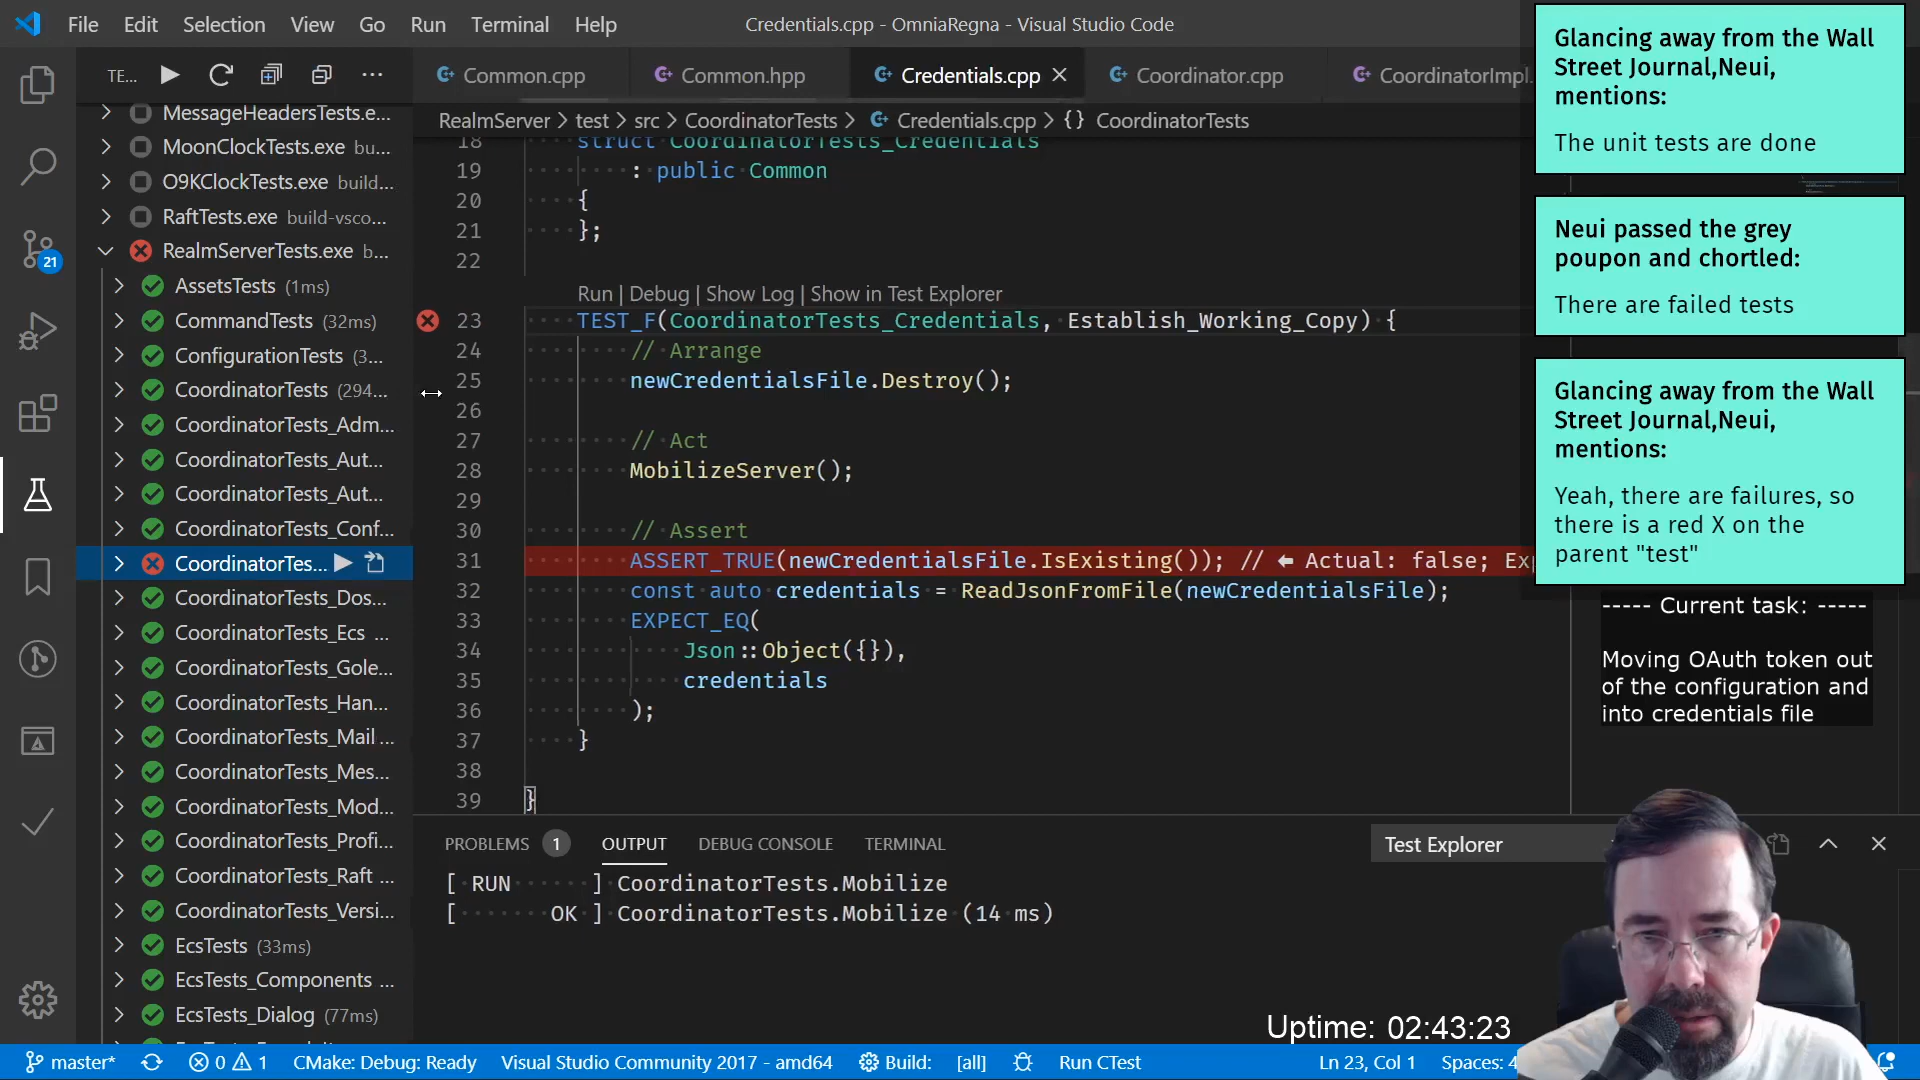 File Edit Selection View Go Run Terminal Help
Credentials.cpp - OmniaRegna - Visual Studio Code
TE...
Common.cpp
Common.hpp
Credentials.cpp
Coordinator.cpp
CoordinatorImpl.
RealmServer > test > src > CoordinatorTests > Credentials.cpp > {} CoordinatorTests
MessageHeadersTests.e...
MoonClockTests.exe bu...
O9KClockTests.exe build...
RaftTests.exe build-vsco...
RealmServerTests.exe b...
AssetsTests (1ms)
CommandTests (32ms)
ConfigurationTests (3...
CoordinatorTests (294...
CoordinatorTests_Adm...
CoordinatorTests_Aut...
CoordinatorTests_Aut...
CoordinatorTests_Conf...
CoordinatorTes...
CoordinatorTests_Dos...
CoordinatorTests_Ecs ...
CoordinatorTests_Gole...
CoordinatorTests_Han...
CoordinatorTests_Mail ...
CoordinatorTests_Mes...
CoordinatorTests_Mod...
CoordinatorTests_Profi...
CoordinatorTests_Raft ...
CoordinatorTests_Versi...
EcsTests (33ms)
EcsTests_Components ...
EcsTests_Dialog (77ms)
21
18 struct CoordinatorTests_Credentials
19 : public Common
20 {
21 };
22
Run | Debug | Show Log | Show in Test Explorer
23 TEST_F(CoordinatorTests_Credentials, Establish_Working_Copy) {
24 // Arrange
25 newCredentialsFile.Destroy();
26
27 // Act
28 MobilizeServer();
29
30 // Assert
31 ASSERT_TRUE(newCredentialsFile.IsExisting()); // ⬅ Actual: false; Ex
32 const auto credentials = ReadJsonFromFile(newCredentialsFile);
33 EXPECT_EQ(
34 Json::Object({}),
35 credentials
36 );
37 }
38
39 }
PROBLEMS 1 OUTPUT DEBUG CONSOLE TERMINAL
Test Explorer
[ RUN ] CoordinatorTests.Mobilize
[ OK ] CoordinatorTests.Mobilize (14 ms)
Glancing away from the Wall
Street Journal,Neui,
mentions:
The unit tests are done
Neui passed the grey
poupon and chortled:
There are failed tests
Glancing away from the Wall
Street Journal,Neui,
mentions:
Yeah, there are failures, so
there is a red X on the
parent "test"
----- Current task: -----
Moving OAuth token out
of the configuration and
into credentials file
Uptime: 02:43:23
master* 0 1 CMake: Debug: Ready Visual Studio Community 2017 - amd64 Build: [all] Run CTest Ln 23, Col 1 Spaces: 4